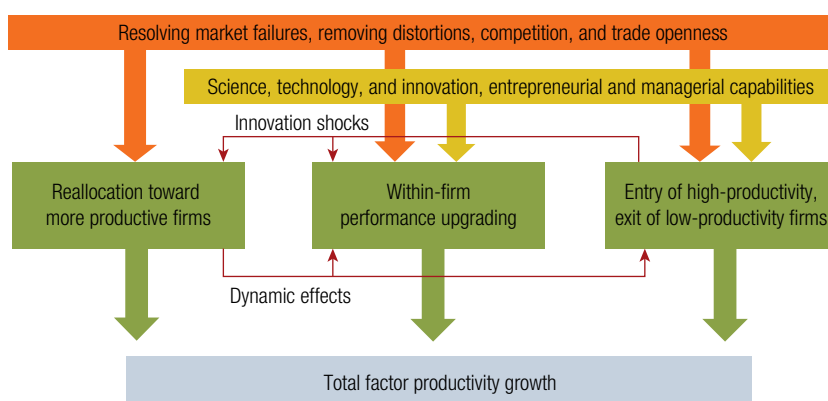 Resolving market failures, removing distortions, competition, and trade openness
Science, technology, and innovation, entrepreneurial and managerial capabilities
Innovation shocks
Reallocation toward
more productive firms
Within-firm
performance upgrading
Entry of high-productivity,
exit of low-productivity firms
Dynamic effects
Total factor productivity growth